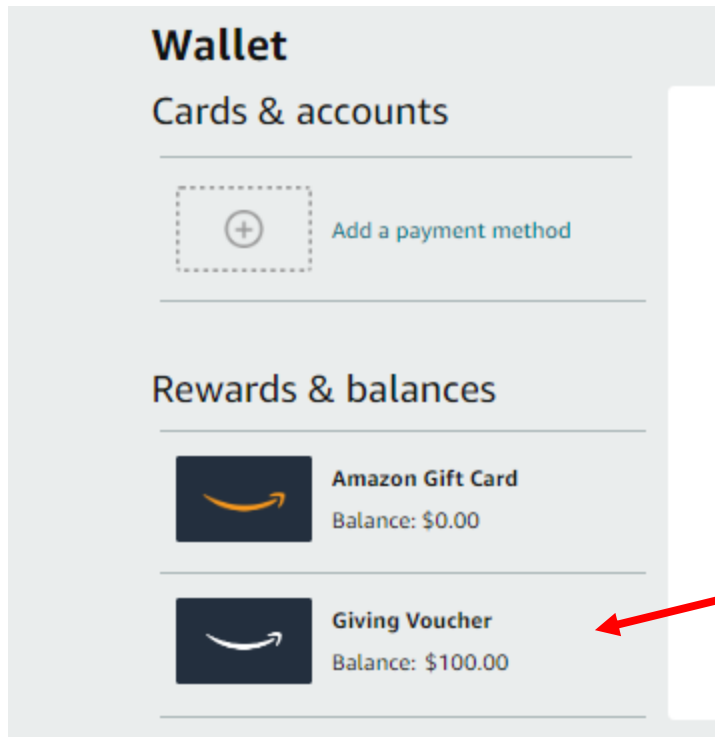 Wallet
Cards & accounts
Add a payment method
Rewards & balances
Amazon Gift Card
Balance: $0.00
Giving Voucher
Balance: $100.00